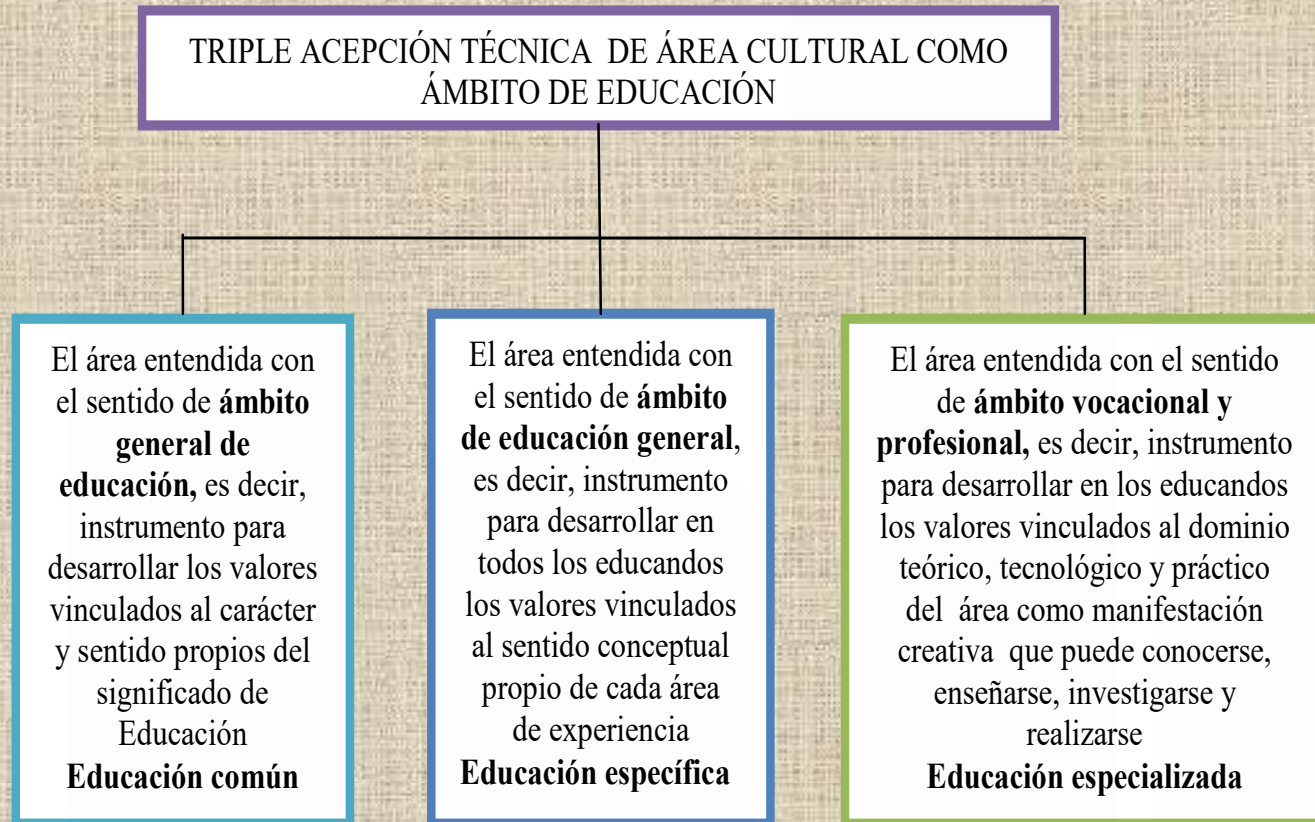 TRIPLE ACEPCIÓN TÉCNICA DE ÁREA CULTURAL COMO
ÁMBITO DE EDUCACIÓN
El área entendida con
el sentido de ámbito
general de
educación, es decir,
instrumento para
desarrollar los valores
vinculados al carácter
y sentido propios del
significado de
Educación
Educación común
El área entendida con
el sentido de ámbito
de educación general,
es decir, instrumento
para desarrollar en
todos los educandos
los valores vinculados
al sentido conceptual
propio de cada área
de experiencia
Educación específica
El área entendida con el sentido
de ámbito vocacional y
profesional, es decir, instrumento
para desarrollar en los educandos
los valores vinculados al dominio
teórico, tecnológico y práctico
del área como manifestación
creativa que puede conocerse,
enseñarse, investigarse y
realizarse
Educación especializada